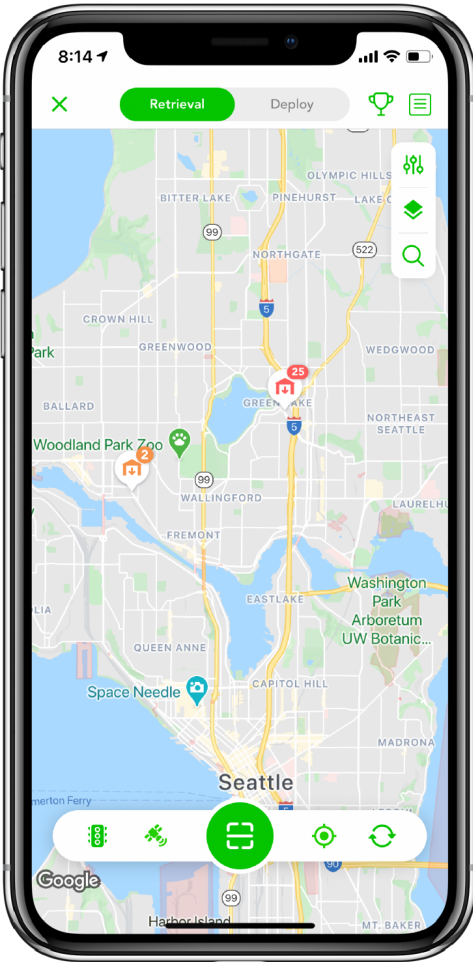 8:14
Retrieval
Deploy
OLYMPIC HILLS
BITTER LAKE
PINEHURST
LAKE C
99
522
NORTHGATE
5
CROWN HILL
Park
GREENWOOD
WEDGWOOD
25
GREEN LAKE
BALLARD
NORTHEAST
SEATTLE
5
Woodland Park Zoo
2
99
WALLINGFORD
LAURELHU
FREMONT
Washington
Park
Arboretum
UW Botanic...
EASTLAKE
LIA
QUEEN ANNE
Space Needle
CAPITOL HILL
MADRONA
Seattle
merton Ferry
5
90
Google
99
Harbor Island
MT. BAKER